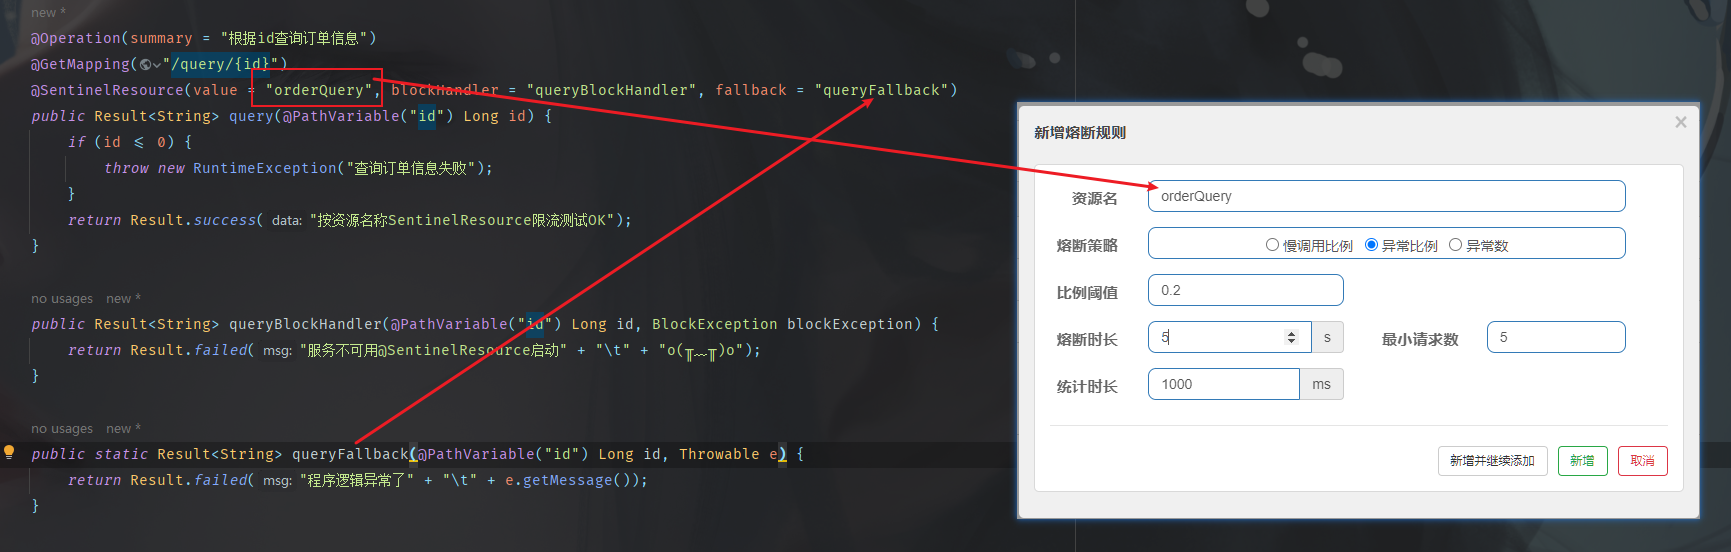 new *
@Operation(summary = "根据id查询订单信息")
@GetMapping("/query/{id}")
@SentinelResource(value = "orderQuery", blockHandler = "queryBlockHandler", fallback = "queryFallback")
public Result<String> query(@PathVariable("id") Long id) {
if (id <= 0) {
throw new RuntimeException("查询订单信息失败");
}
return Result.success( data: "按资源名称SentinelResource限流测试OK");
}
no usages new *
public Result<String> queryBlockHandler(@PathVariable("id") Long id, BlockException blockException) {
return Result.failed( msg: "服务不可用@SentinelResource启动" + "\t" + "o(╥﹏╥)o");
}
no usages new *
public static Result<String> queryFallback(@PathVariable("id") Long id, Throwable e) {
return Result.failed( msg: "程序逻辑异常了" + "\t" + e.getMessage());
}
新增熔断规则 ×
资源名 orderQuery
熔断策略 慢调用比例 异常比例 异常数
比例阈值 0.2
熔断时长 5 s 最小请求数 5
统计时长 1000 ms
新增并继续添加 新增 取消